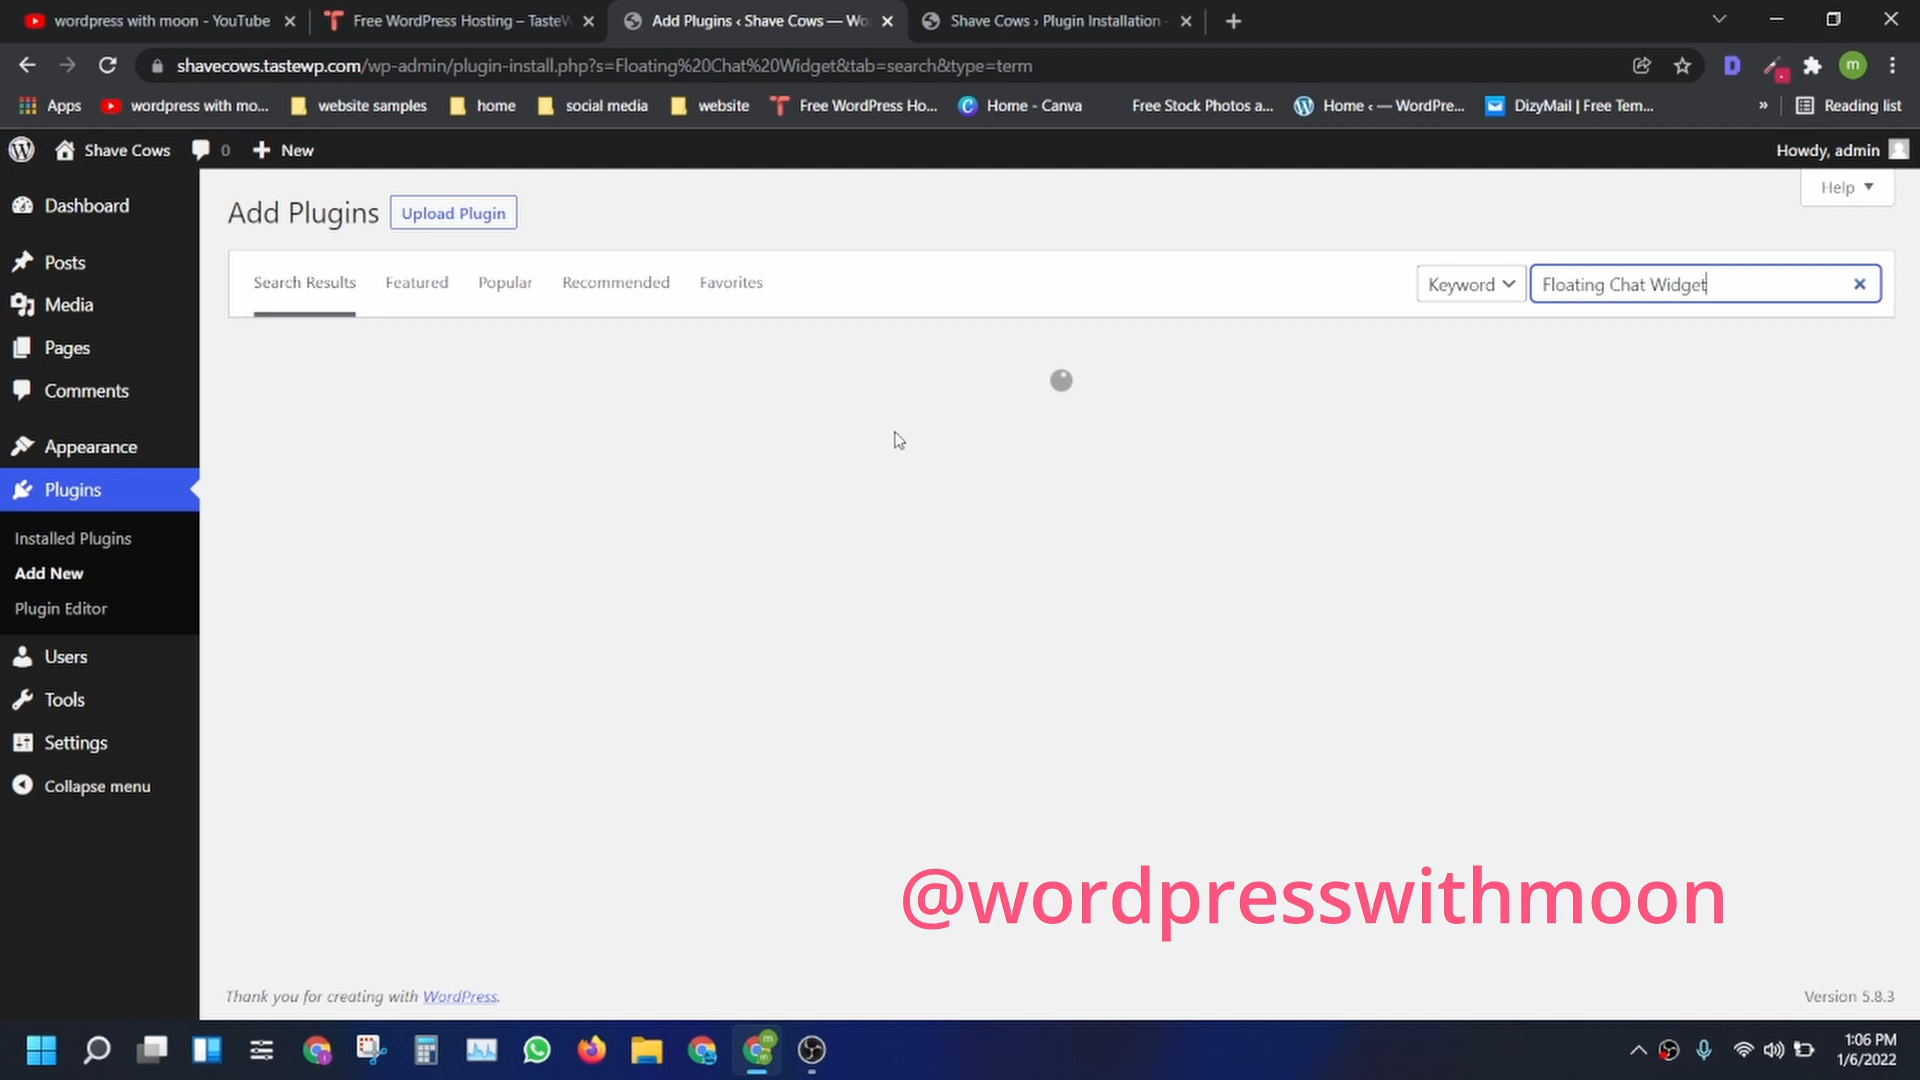 wordpress with moon - YouTube
Free WordPress Hosting – TasteW
Add Plugins ‹ Shave Cows — Wo
Shave Cows › Plugin Installation -
shavecows.tastewp.com/wp-admin/plugin-install.php?s=Floating%20Chat%20Widget&tab=search&type=term
m
Apps
wordpress with mo...
website samples
home
social media
website
Free WordPress Ho...
Home - Canva
Free Stock Photos a...
Home ‹ — WordPre...
DizyMail | Free Tem...
»
Reading list
Shave Cows
0
New
Howdy, admin
Help
Dashboard
Posts
Media
Pages
Comments
Appearance
Plugins
Installed Plugins
Add New
Plugin Editor
Users
Tools
Settings
Collapse menu
Add Plugins
Upload Plugin
Search Results
Featured
Popular
Recommended
Favorites
Keyword
Floating Chat Widget
@wordpresswithmoon
Thank you for creating with WordPress.
Version 5.8.3
1:06 PM
1/6/2022